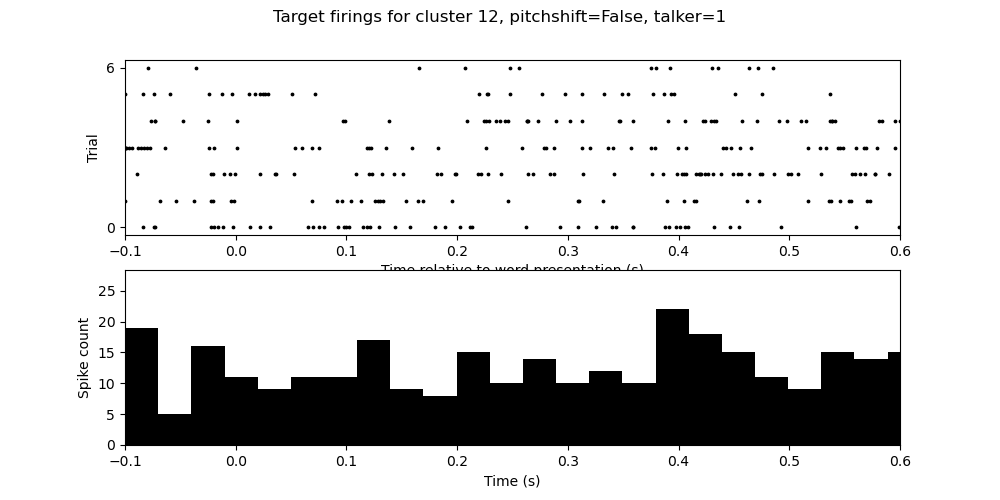 Target firings for cluster 12, pitchshift=False, talker=1
6
Trial
0
−0.1 0.0 0.1 0.2 0.3 0.4 0.5 0.6
Time relative to word presentation (s)
25
20
15
10
5
0
Spike count
−0.1 0.0 0.1 0.2 0.3 0.4 0.5 0.6
Time (s)